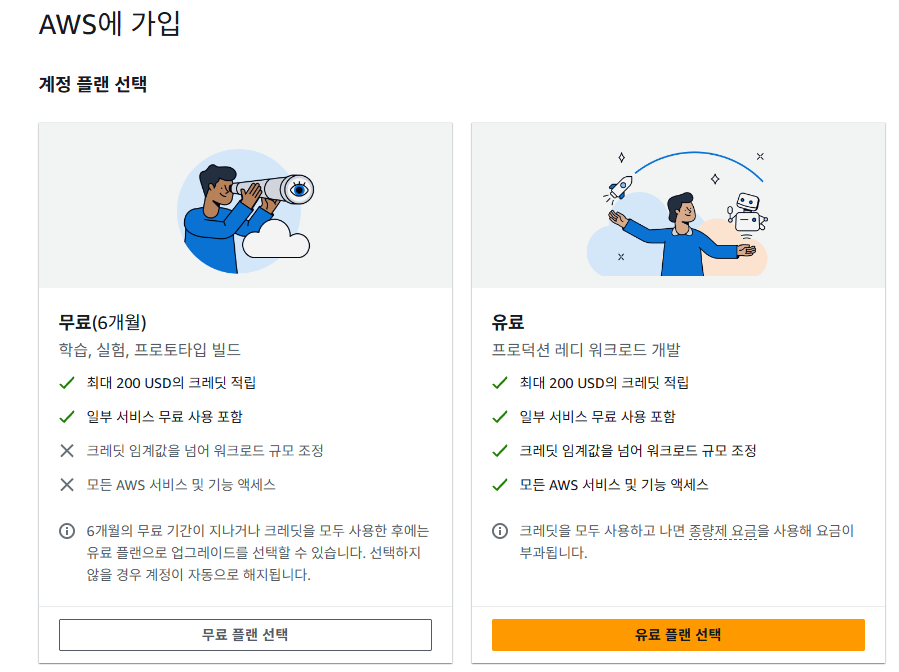 AWS에 가입
계정 플랜 선택
무료(6개월)
학습, 실험, 프로토타입 빌드
최대 200 USD의 크레딧 적립
일부 서비스 무료 사용 포함
크레딧 임계값을 넘어 워크로드 규모 조정
모든 AWS 서비스 및 기능 액세스
6개월의 무료 기간이 지나거나 크레딧을 모두 사용한 후에는
유료 플랜으로 업그레이드를 선택할 수 있습니다. 선택하지
않을 경우 계정이 자동으로 해지됩니다.
무료 플랜 선택
유료
프로덕션 레디 워크로드 개발
최대 200 USD의 크레딧 적립
일부 서비스 무료 사용 포함
크레딧 임계값을 넘어 워크로드 규모 조정
모든 AWS 서비스 및 기능 액세스
크레딧을 모두 사용하고 나면 종량제 요금을 사용해 요금이
부과됩니다.
유료 플랜 선택